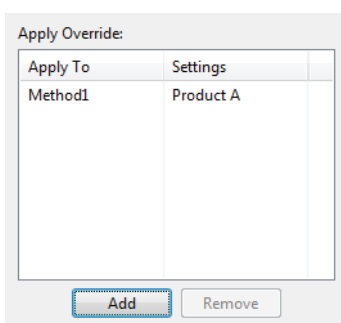 Apply Override:
Apply To Settings
Method1 Product A
Add Remove